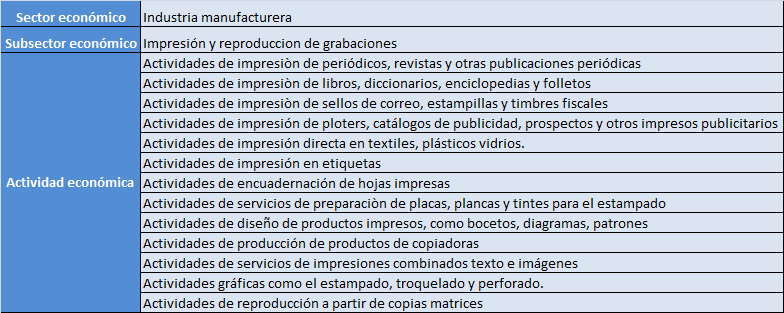 Sector económico Industria manufacturera
Subsector económico Impresión y reproduccion de grabaciones
Actividades de impresiòn de periódicos, revistas y otras publicaciones periódicas
Actividades de impresiòn de libros, diccionarios, enciclopedias y folletos
Actividades de impresiòn de sellos de correo, estampillas y timbres fiscales
Actividades de impresión de ploters, catálogos de publicidad, prospectos y otros impresos publicitarios
Actividades de impresión directa en textiles, plásticos vidrios.
Actividades de impresión en etiquetas
Actividad económica Actividades de encuadernación de hojas impresas
Actividades de servicios de preparaciòn de placas, plancas y tintes para el estampado
Actividades de diseño de productos impresos, como bocetos, diagramas, patrones
Actividades de producción de productos de copiadoras
Actividades de servicios de impresiones combinados texto e imágenes
Actividades gráficas como el estampado, troquelado y perforado.
Actividades de reproducción a partir de copias matrices